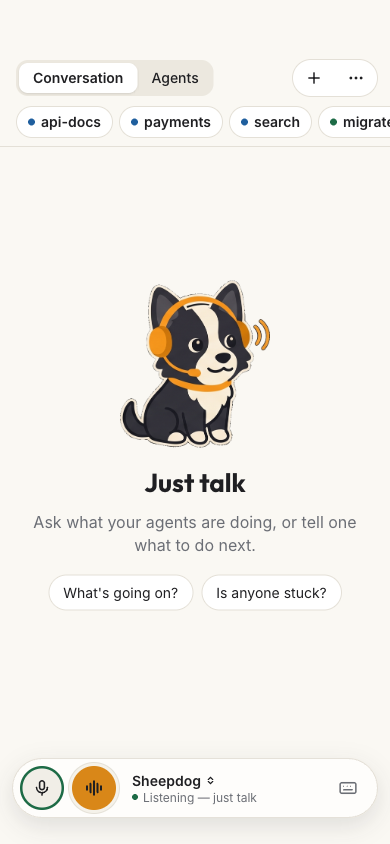 Conversation
Agents
api-docs
payments
search
migrate
Just talk
Ask what your agents are doing, or tell one
what to do next.
What's going on?
Is anyone stuck?
Sheepdog
Listening — just talk